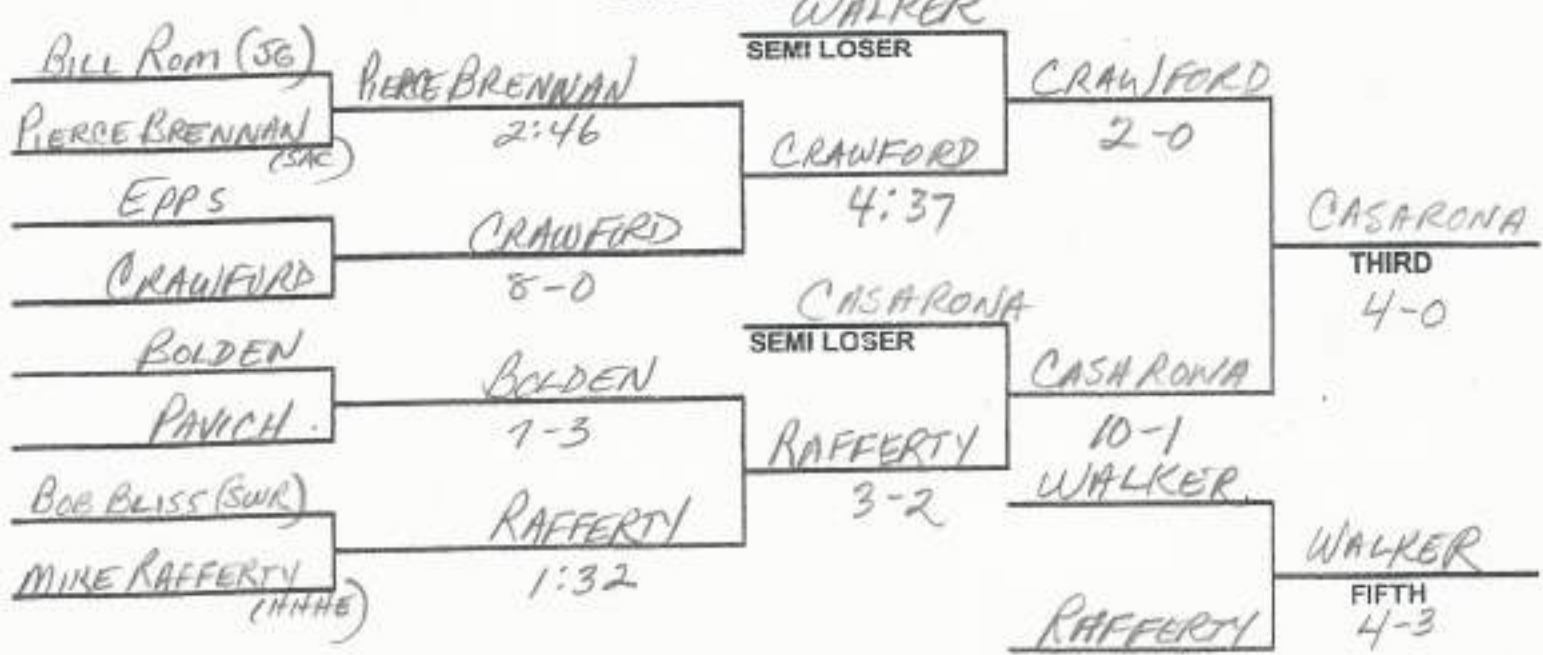 WALKER
SEMI LOSER
BILL ROM (SG)
PIERCE BRENNAN
(SAC)
EPPS
CRAWFORD
BOLDEN
PAVICH
BOB BLISS (SWR)
MIKE RAFFERTY
(HHHE)
PIERCE BRENNAN
2:46
CRAWFORD
8-0
BOLDEN
7-3
RAFFERTY
1:32
CRAWFORD
4:37
CASARONA
SEMI LOSER
RAFFERTY
3-2
CRAWFORD
2-0
CASARONA
10-1
WALKER
RAFFERTY
CASARONA
THIRD
4-0
WALKER
FIFTH
4-3